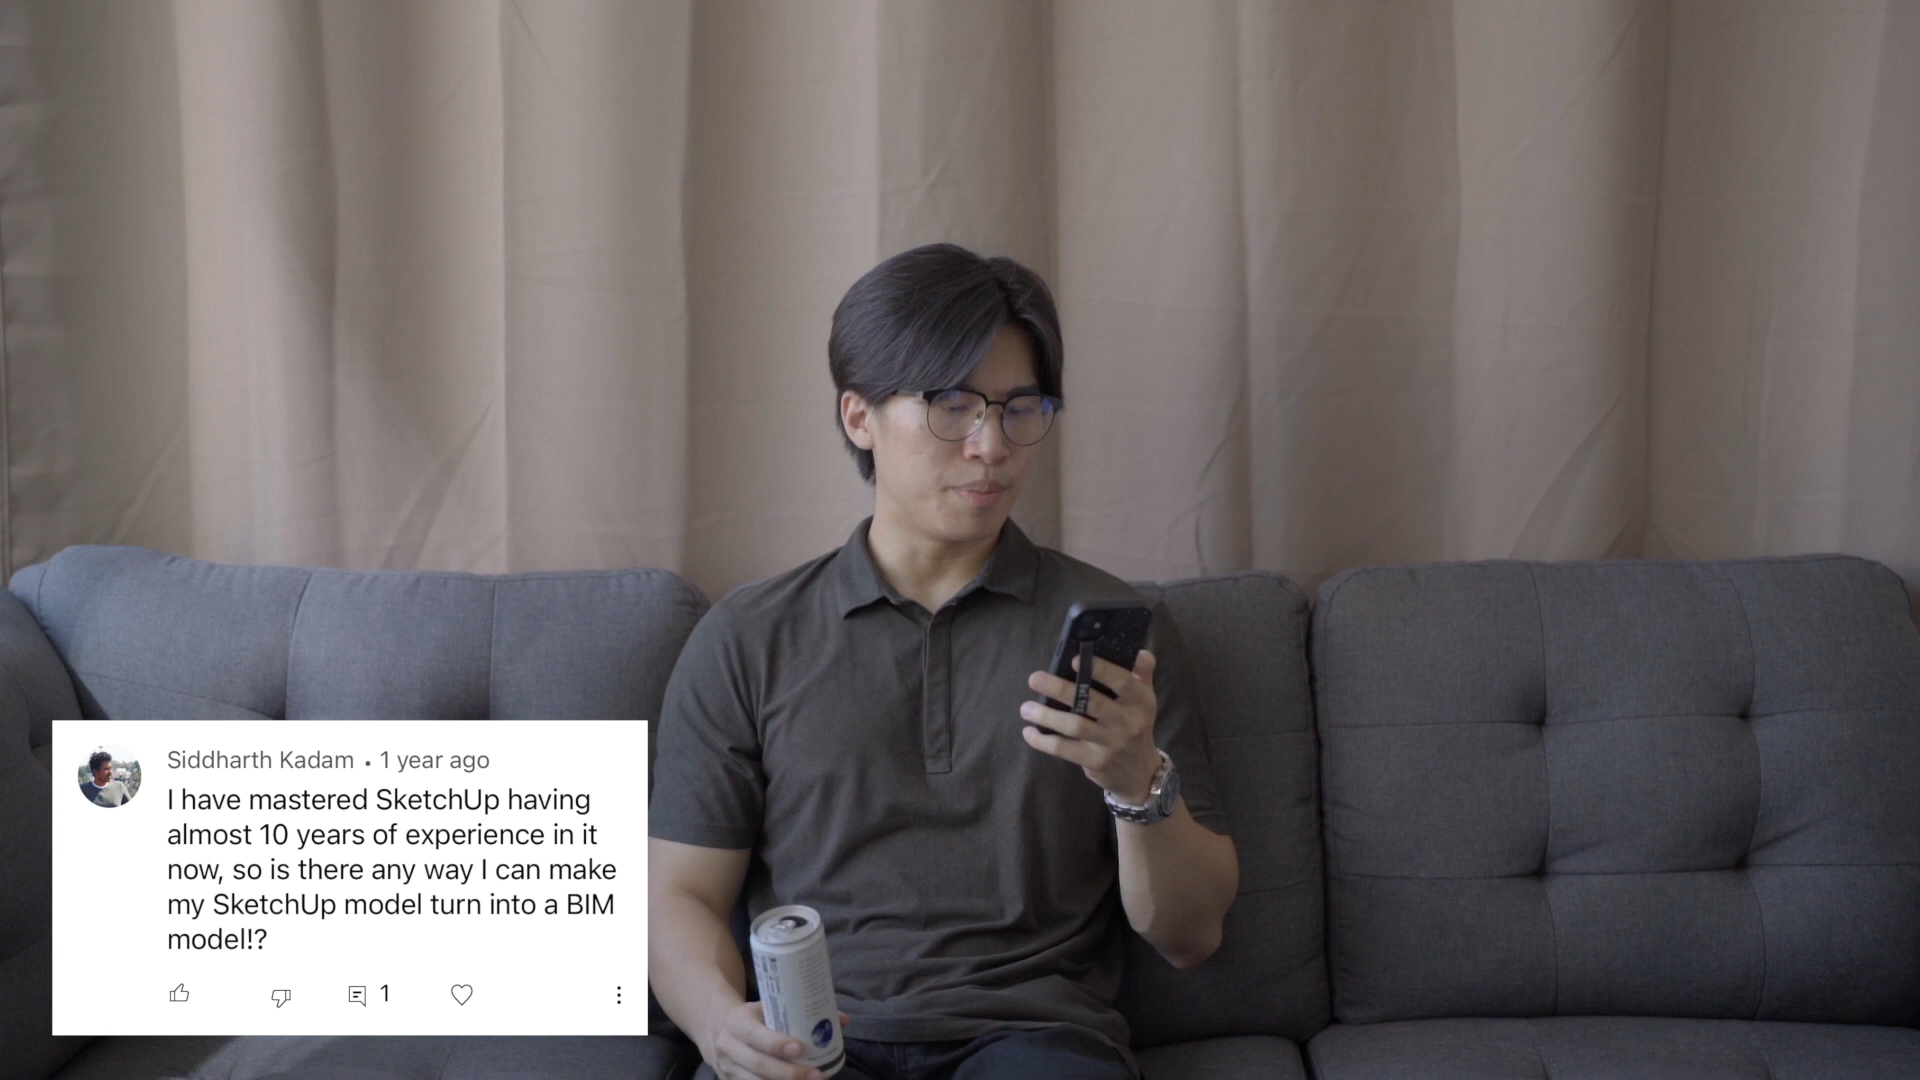 Siddharth Kadam • 1 year ago
I have mastered SketchUp having
almost 10 years of experience in it
now, so is there any way I can make
my SketchUp model turn into a BIM
model!?
1